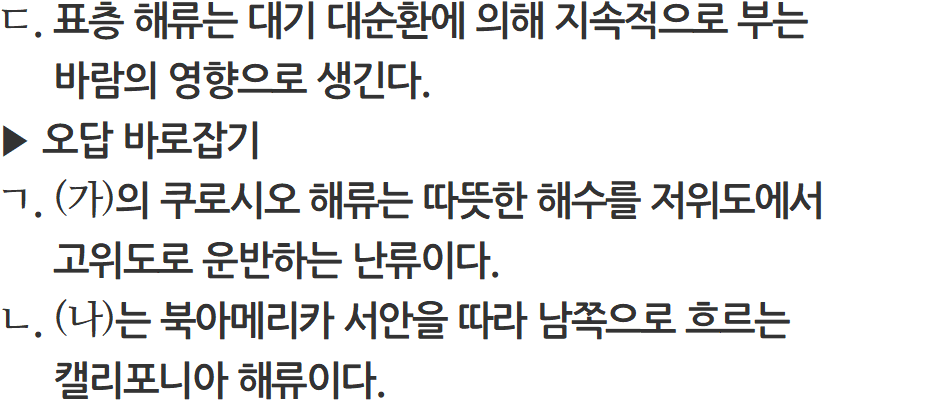 ㄷ. 표층 해류는 대기 대순환에 의해 지속적으로 부는
바람의 영향으로 생긴다.
▶ 오답 바로잡기
ㄱ. (가)의 쿠로시오 해류는 따뜻한 해수를 저위도에서
고위도로 운반하는 난류이다.
ㄴ. (나)는 북아메리카 서안을 따라 남쪽으로 흐르는
캘리포니아 해류이다.